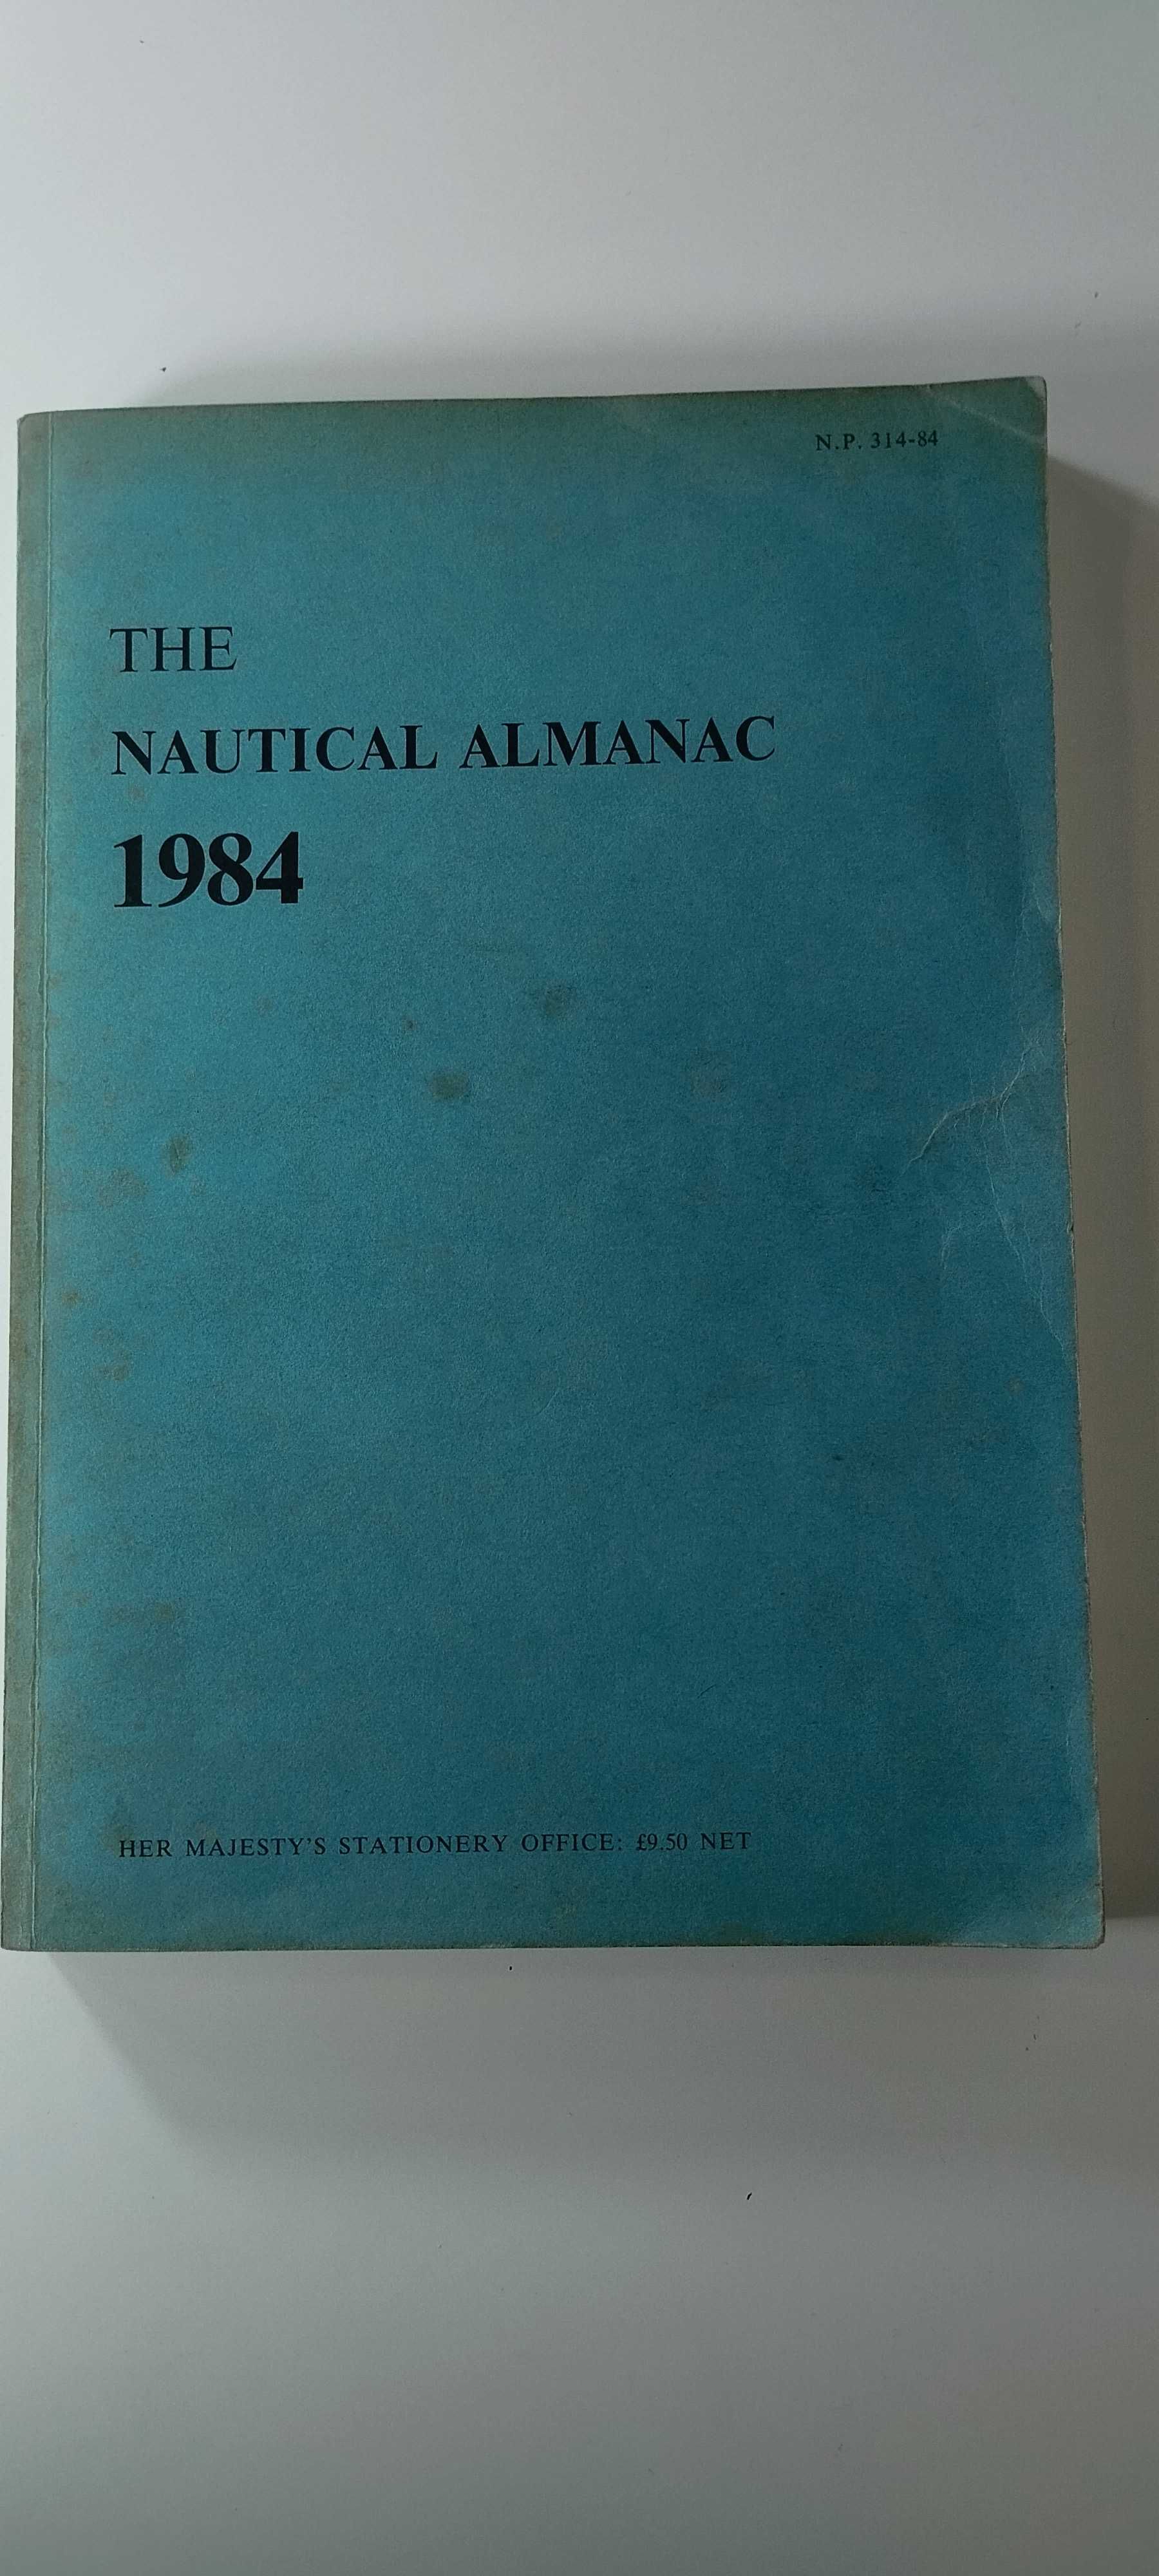 N.P. 314-84
THE
NAUTICAL ALMANAC
1984
HER MAJESTY'S STATIONERY OFFICE: £9.50 NET